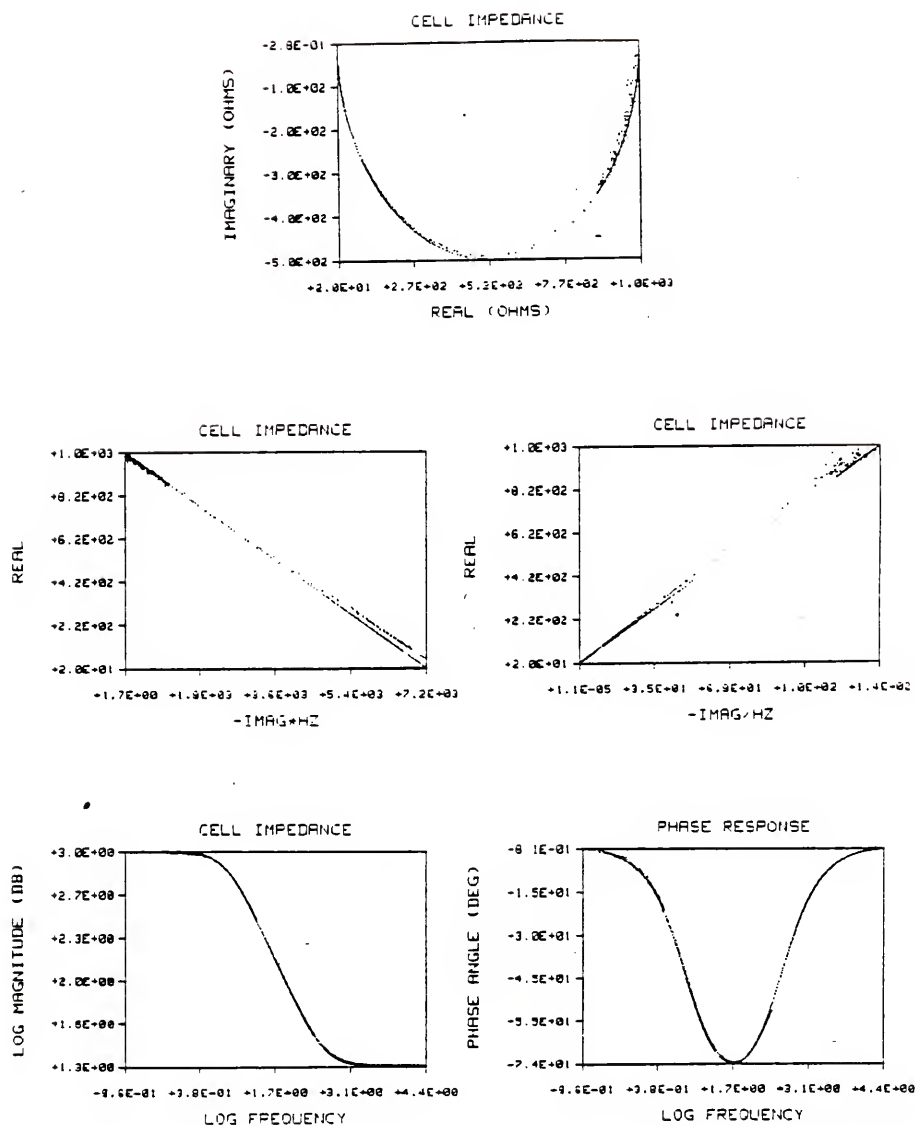 CELL IMPEDANCE
-2.8E-01
-1.0E+02
-2.0E+02
-3.0E+02
-4.0E+02
-5.0E+02
IMAGINARY (OHMS)
+2.0E+01 +2.7E+02 +5.2E+02 +7.7E+02 +1.0E+03
REAL (OHMS)
CELL IMPEDANCE
+1.0E+03
+8.2E+02
+6.2E+02
+4.2E+02
+2.2E+02
+2.0E+01
REAL
+1.7E+00 +1.8E+03 +3.6E+03 +5.4E+03 +7.2E+03
-IMAG*HZ
CELL IMPEDANCE
+1.0E+03
+8.2E+02
+6.2E+02
+4.2E+02
+2.2E+02
+2.0E+01
REAL
+1.1E-05 +3.5E+01 +6.9E+01 +1.0E+02 +1.4E+02
-IMAG/HZ
CELL IMPEDANCE
+3.0E+00
+2.7E+00
+2.3E+00
+2.0E+00
+1.6E+00
+1.3E+00
LOG MAGNITUDE (DB)
-9.6E-01 +3.8E-01 +1.7E+00 +3.1E+00 +4.4E+00
LOG FREQUENCY
PHASE RESPONSE
-8 1E-01
-1.5E+01
-3.0E+01
-4.5E+01
-5.9E+01
-7.4E+01
PHASE ANGLE (DEG)
-9.6E-01 +3.8E-01 +1.7E+00 +3.1E+00 +4.4E+00
LOG FREQUENCY